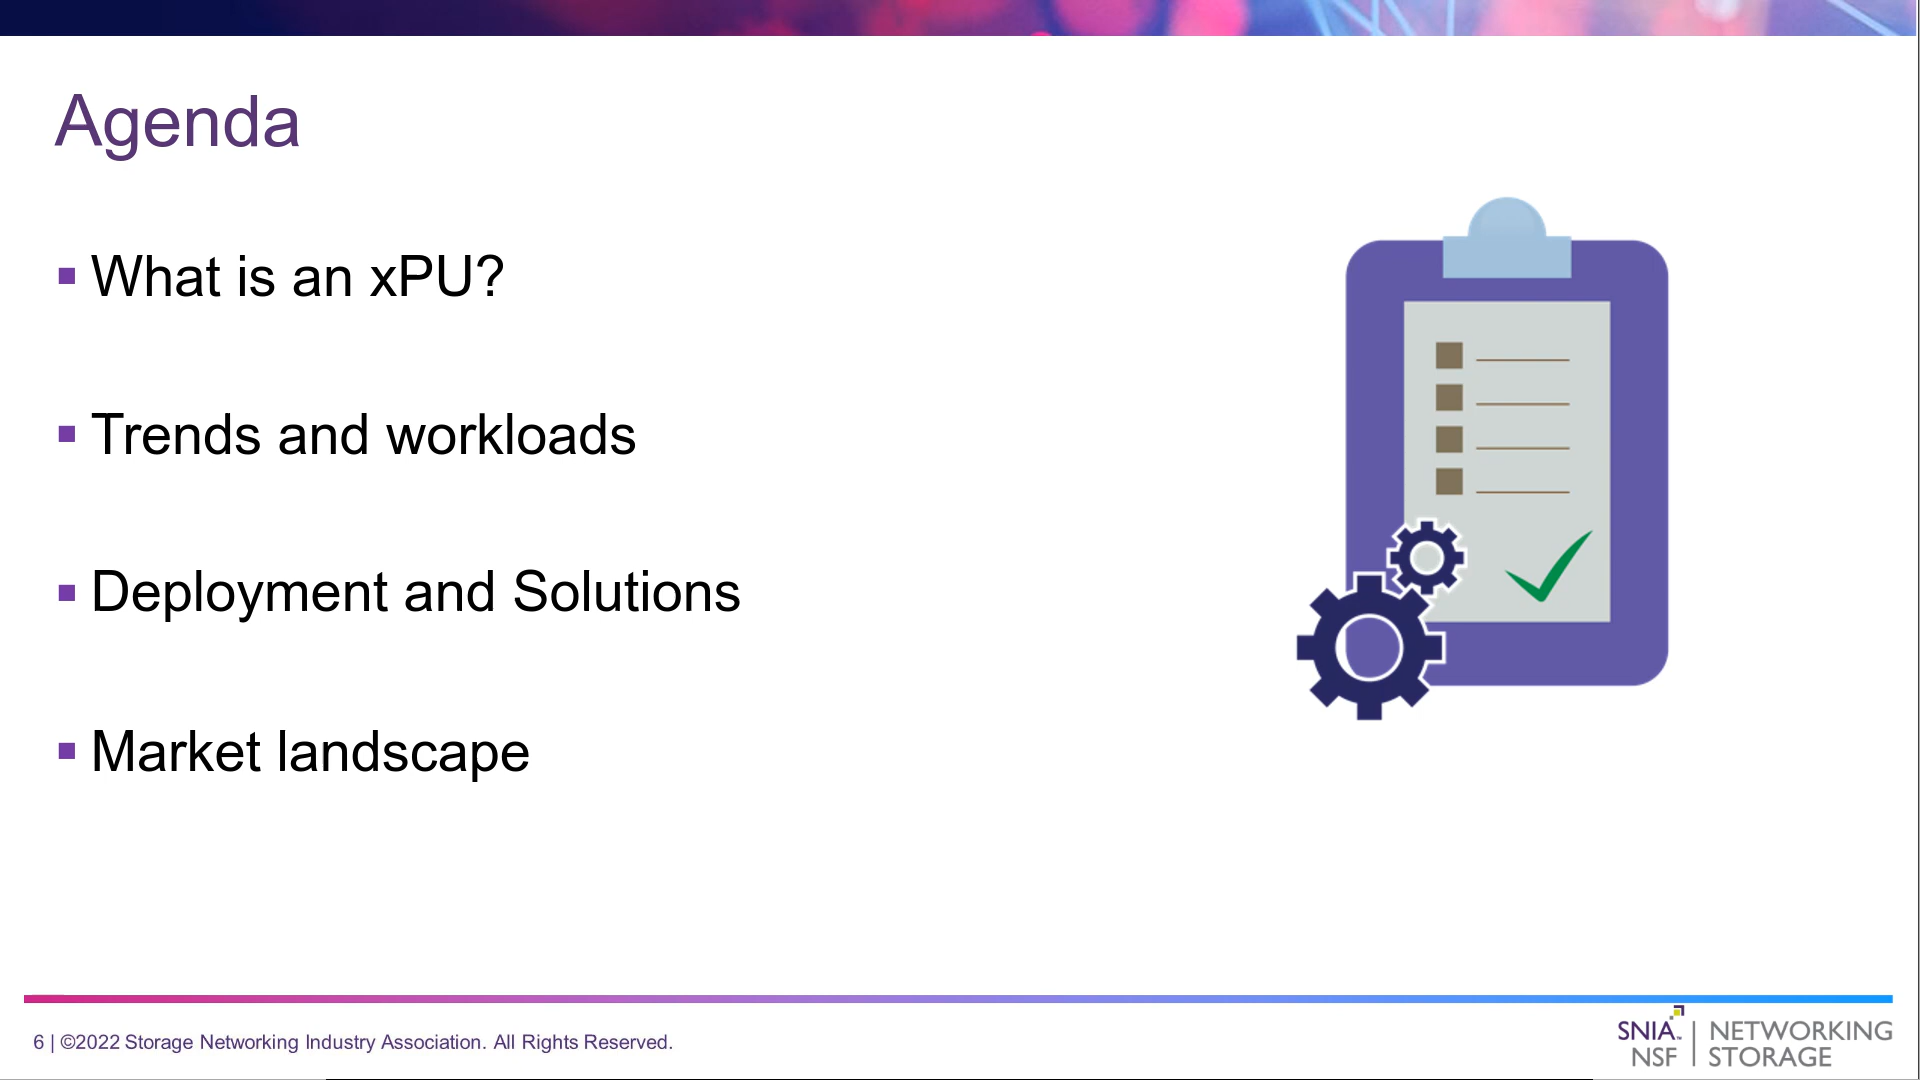 Agenda
▪ What is an xPU?
▪ Trends and workloads
▪ Deployment and Solutions
▪ Market landscape
6 | ©2022 Storage Networking Industry Association. All Rights Reserved.
SNIA™ | NETWORKING
NSF | STORAGE